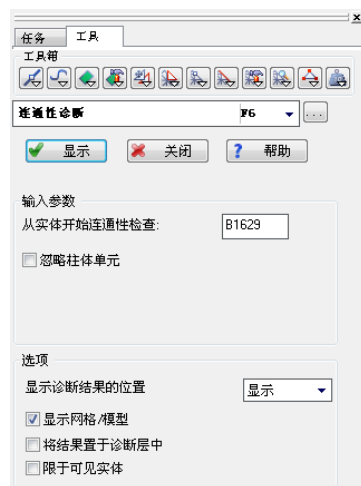 x
任务 工具
工具箱
连通性诊断 F6 ...
显示 关闭 ? 帮助
输入参数
从实体开始连通性检查: B1629
忽略柱体单元
选项
显示诊断结果的位置 显示
显示网格/模型
将结果置于诊断层中
限于可见实体